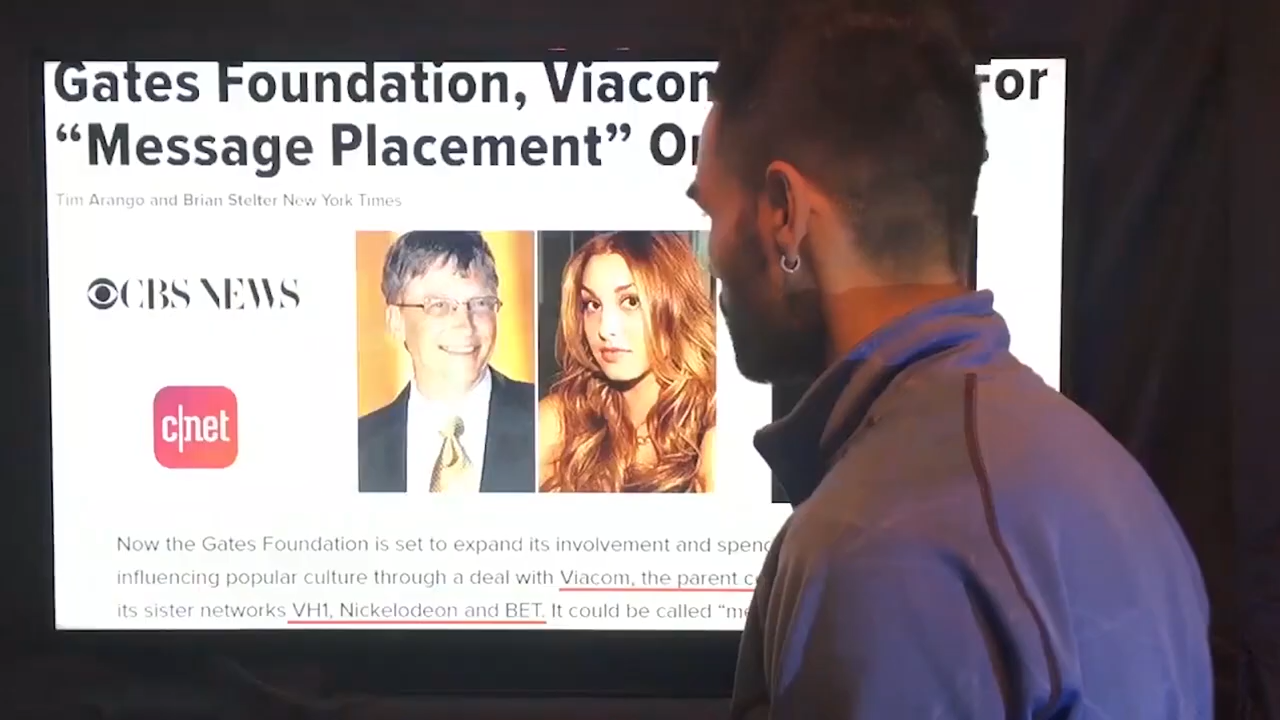 Gates Foundation, Viacom
"Message Placement"
Tim Arango and Brian Stelter New York Times
CBS NEWS
c|net
Now the Gates Foundation is set to expand its involvement and
influencing popular culture through a deal with Viacom, the parent
its sister networks VH1, Nickelodeon and BET. It could be called